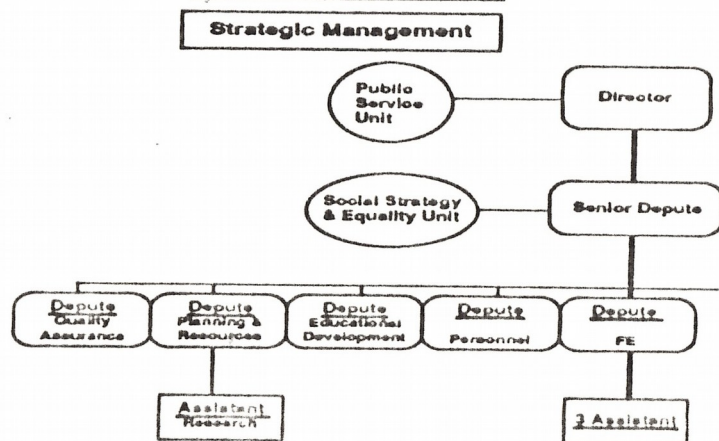 Strategic Management
Public
Service
Unit
Director
Social Strategy
& Equality Unit
Senior Depute
Depute
Quality
Assurance
Depute
Planning &
Resources
Depute
Educational
Development
Depute
Personnel
Depute
FE
Assistant
Research
3 Assistant